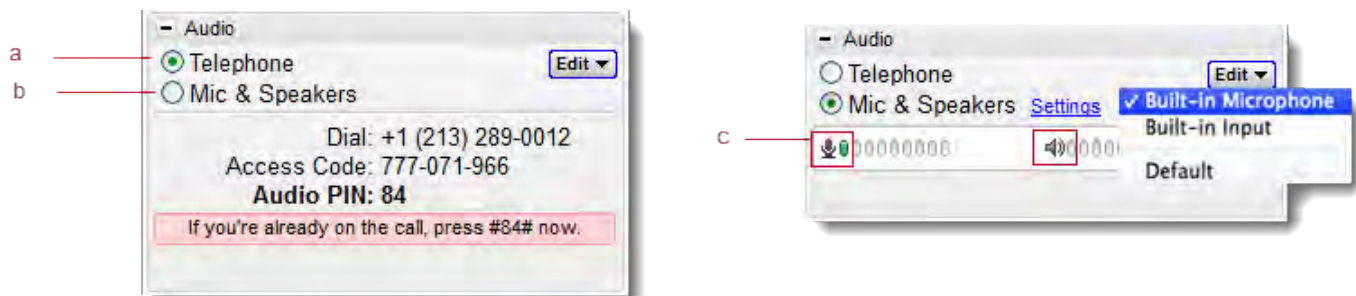 a
b
− Audio
Telephone
Edit
Mic & Speakers
Dial: +1 (213) 289-0012
Access Code: 777-071-966
Audio PIN: 84
If you're already on the call, press #84# now.
c
− Audio
Telephone
Edit
Mic & Speakers Settings
✓ Built-in Microphone
Built-in Input
Default